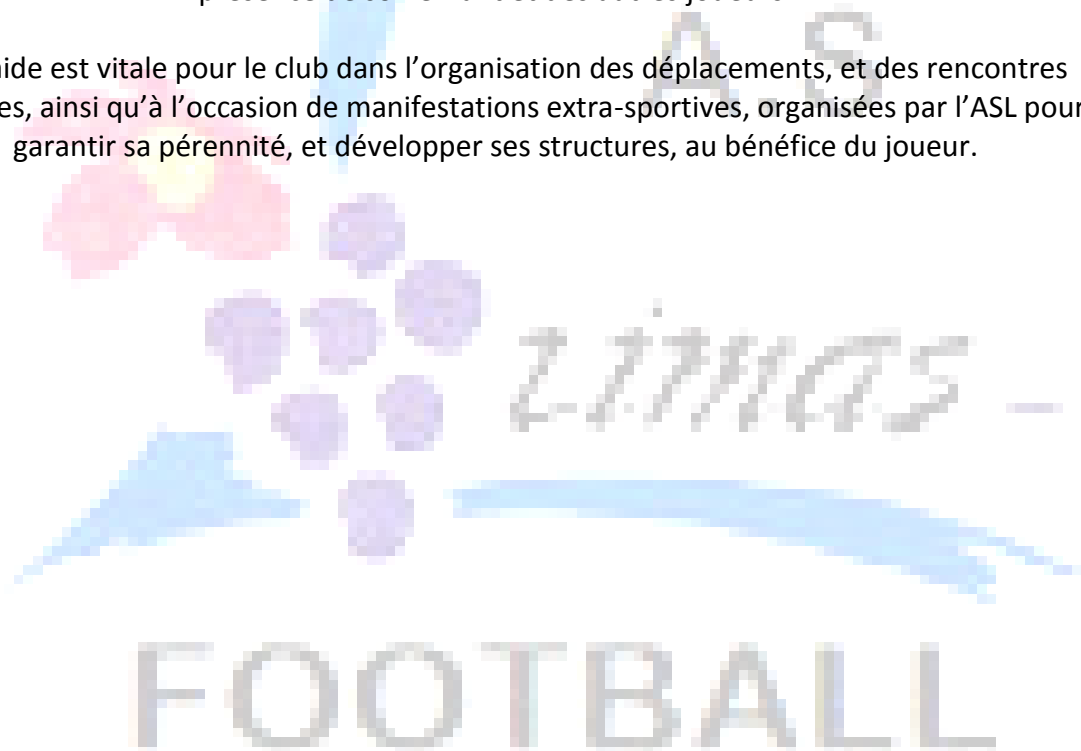 A.S
aide est vitale pour le club dans l’organisation des déplacements, et des rencontres
es, ainsi qu’à l’occasion de manifestations extra-sportives, organisées par l’ASL pour
garantir sa pérennité, et développer ses structures, au bénéfice du joueur.
Limas -
FOOTBALL